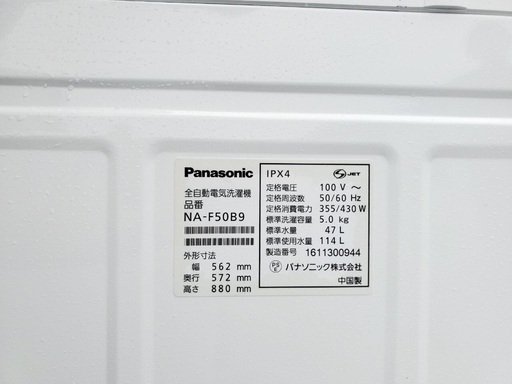 Panasonic
全自動電気洗濯機
品番
NA-F50B9
外形寸法
幅 562 mm
奥行 572 mm
高さ 880 mm
IPX4
S JET
定格電圧 100 V ～
定格周波数 50/60 Hz
定格消費電力 355/430 W
標準洗濯容量 5.0 kg
標準水量 47 L
標準使用水量 114 L
製造番号 1611300944
PSE パナソニック株式会社
中国製